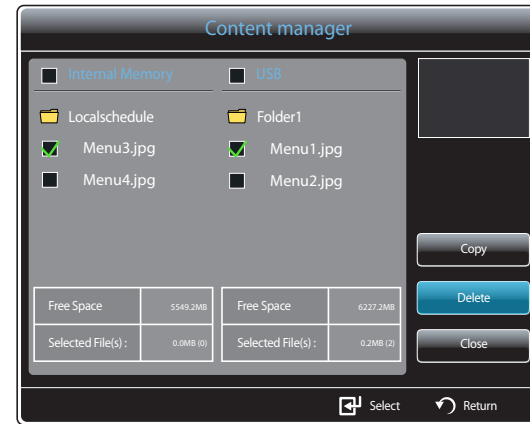 Content manager
Internal Memory USB
Localschedule Folder1
Menu3.jpg Menu1.jpg
Menu4.jpg Menu2.jpg
Copy
Free Space 5549.2MB Free Space 6227.2MB
Delete
Selected File(s) : 0.0MB (0) Selected File(s) : 0.2MB (2)
Close
Select Return